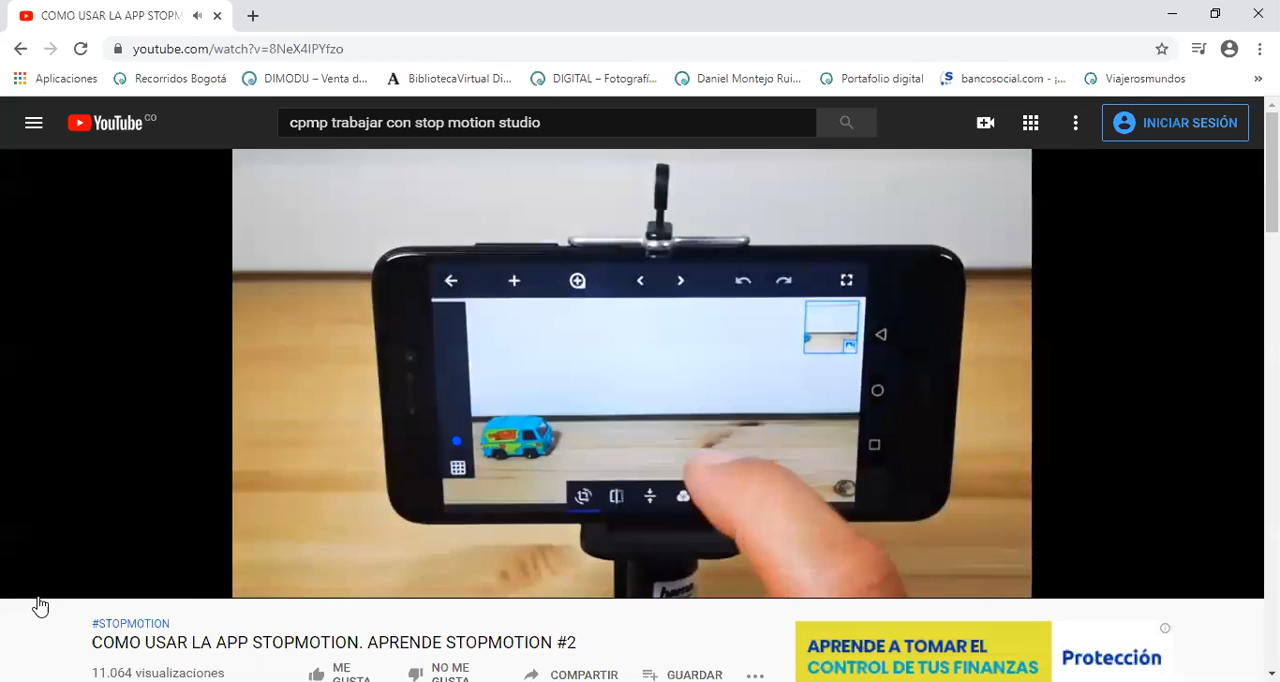 COMO USAR LA APP STOPM
youtube.com/watch?v=8NeX4IPYfzo
Aplicaciones
Recorridos Bogotá
DIMODU – Venta d...
A BibliotecaVirtual Di...
DIGITAL – Fotografí...
Daniel Montejo Rui...
Portafolio digital
S bancosocial.com - ¡...
Viajerosmundos
»
YouTube CO
cpmp trabajar con stop motion studio
INICIAR SESIÓN
#STOPMOTION
COMO USAR LA APP STOPMOTION. APRENDE STOPMOTION #2
11.064 visualizaciones
ME GUSTA
NO ME GUSTA
COMPARTIR
GUARDAR
APRENDE A TOMAR EL
CONTROL DE TUS FINANZAS
Protección